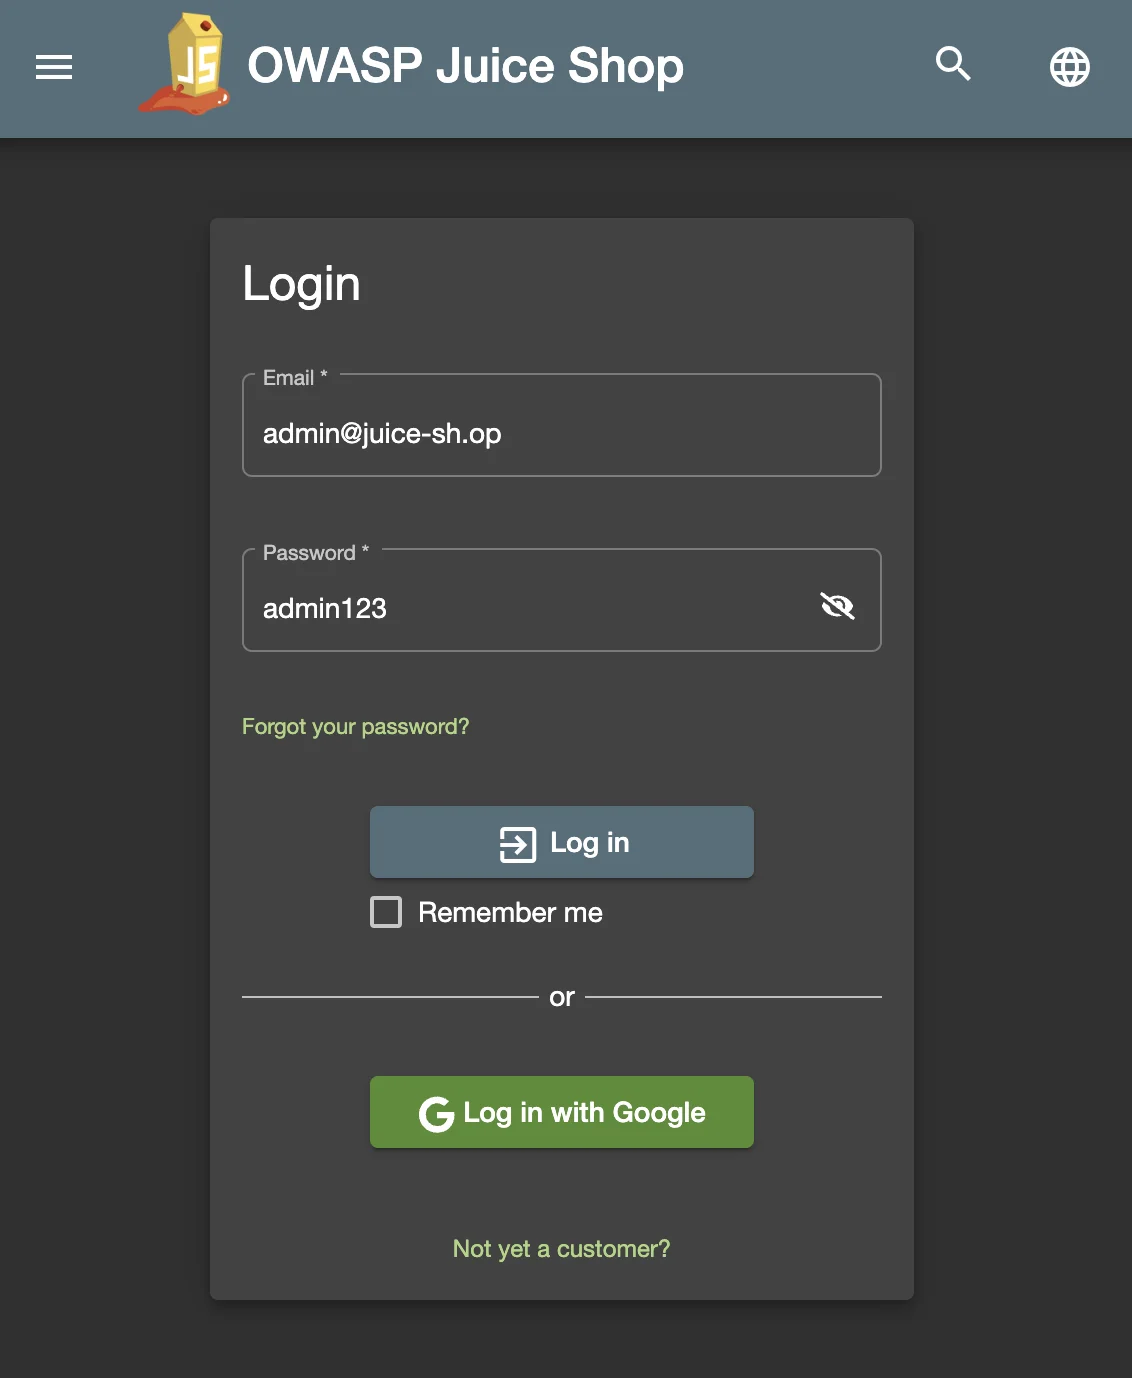 JS
OWASP Juice Shop
Login
Email *
admin@juice-sh.op
Password *
admin123
Forgot your password?
Log in
Remember me
or
G Log in with Google
Not yet a customer?